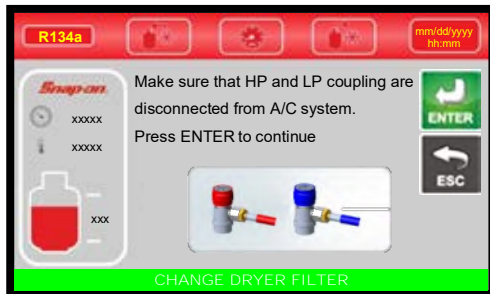 R134a
mm/dd/yyyy
hh:mm
Snap-on
xxxxx
xxxxx
xxx
Make sure that HP and LP coupling are
disconnected from A/C system.
Press ENTER to continue
ENTER
ESC
CHANGE DRYER FILTER